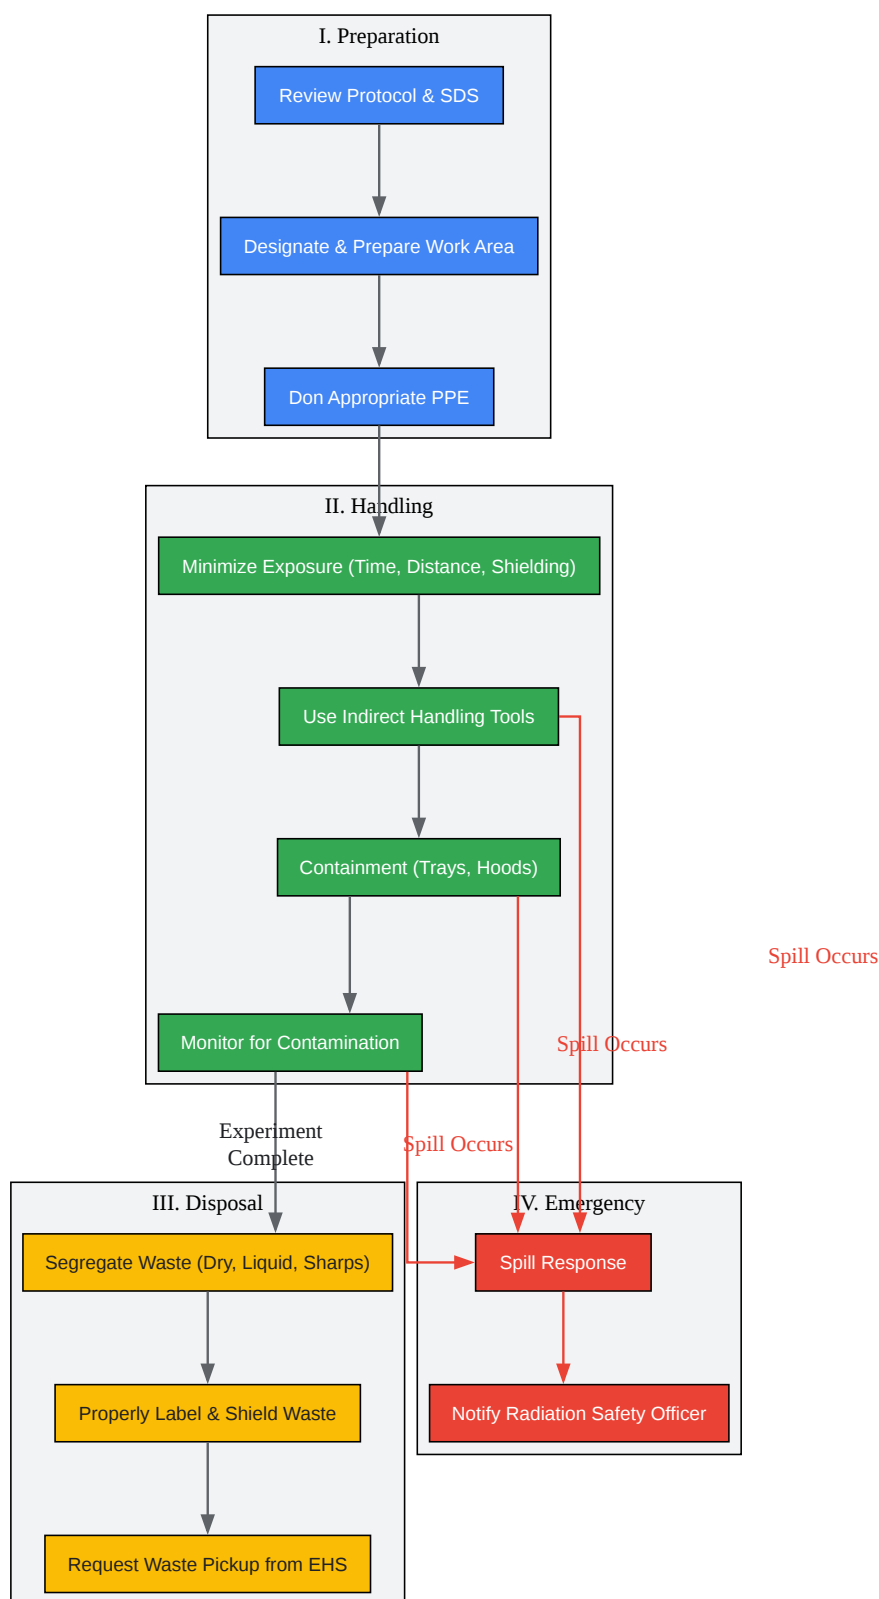 I. Preparation
Review Protocol & SDS
Designate & Prepare Work Area
Don Appropriate PPE
II. Handling
Minimize Exposure (Time, Distance, Shielding)
Use Indirect Handling Tools
Containment (Trays, Hoods)
Spill Occurs
Monitor for Contamination
Spill Occurs
Experiment
Complete
Spill Occurs
III. Disposal
IV. Emergency
Segregate Waste (Dry, Liquid, Sharps)
Spill Response
Properly Label & Shield Waste
Notify Radiation Safety Officer
Request Waste Pickup from EHS